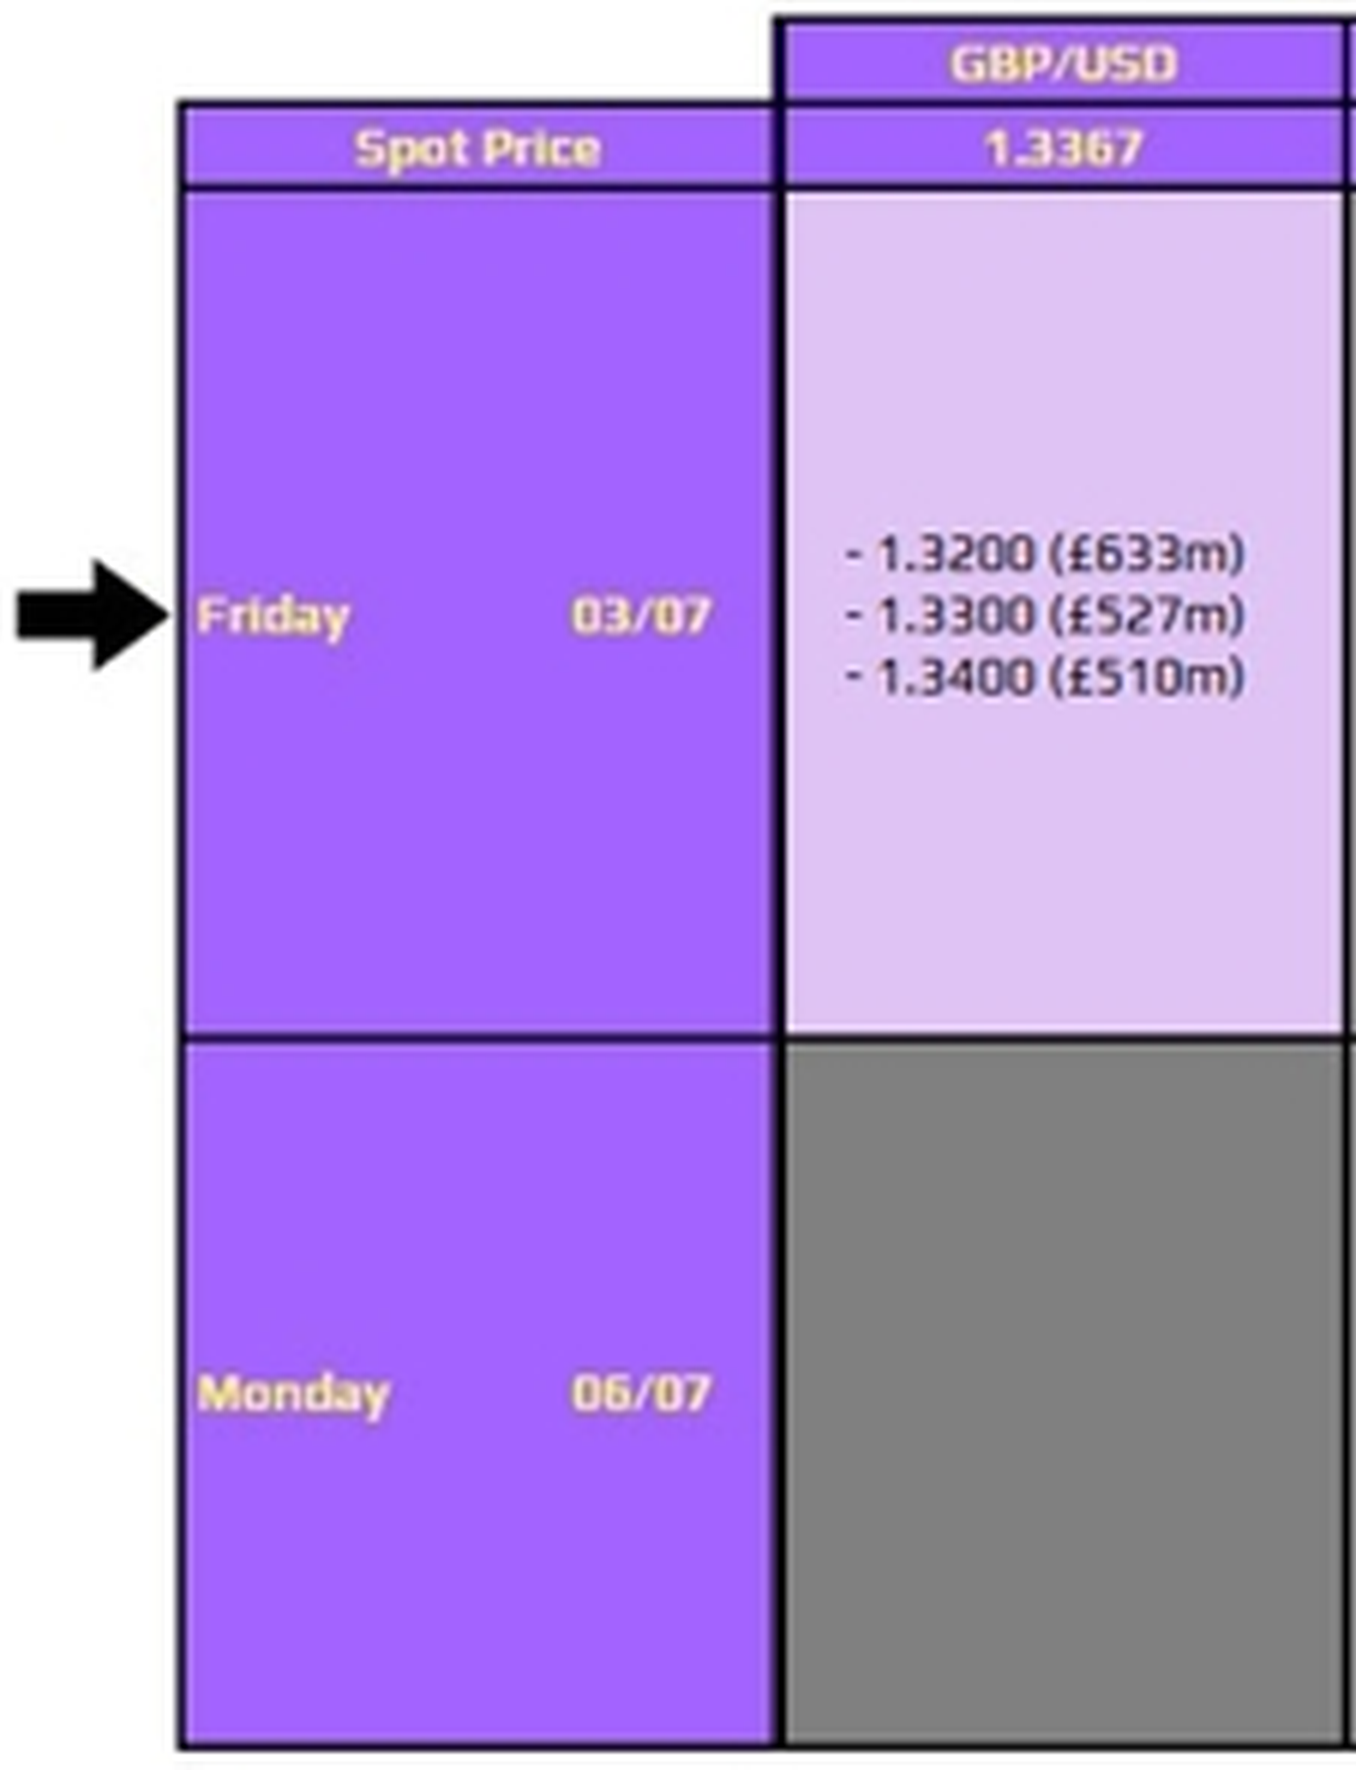 GBP/USD
Spot Price 1.3367
Friday 03/07
- 1.3200 (£633m)
- 1.3300 (£527m)
- 1.3400 (£510m)
Monday 06/07